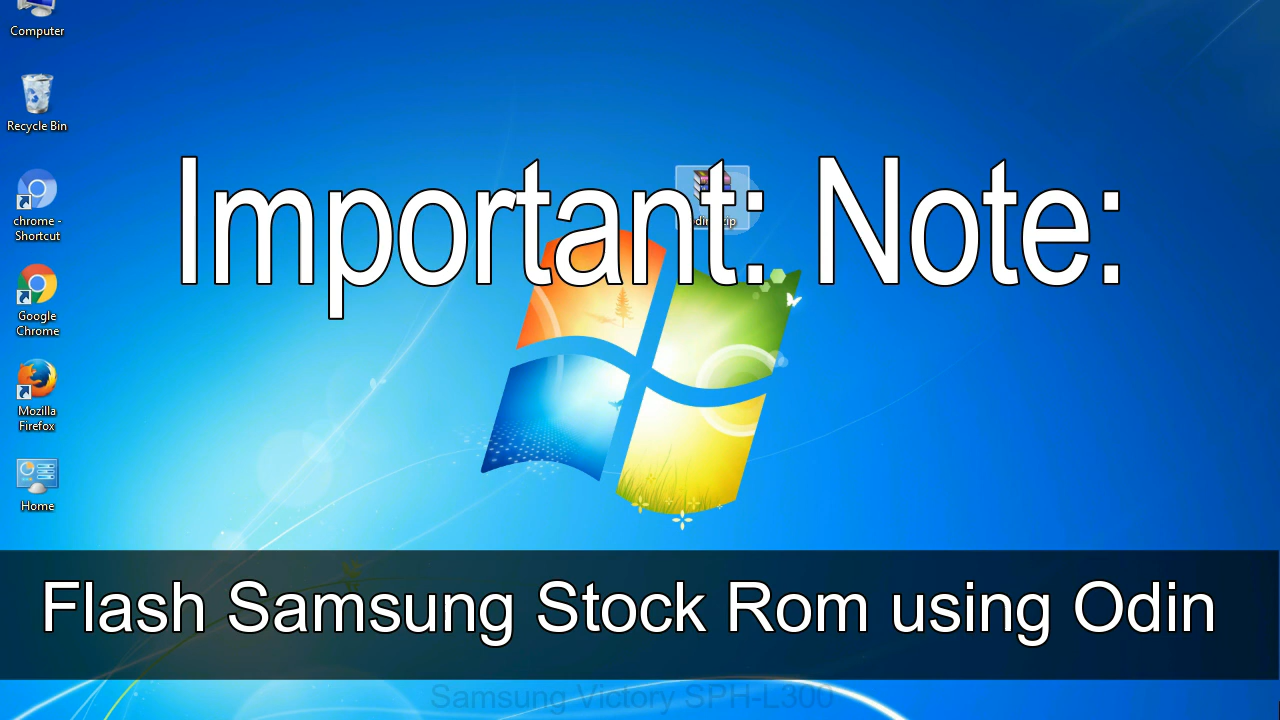 Computer
Recycle Bin
chrome -
Shortcut
Google
Chrome
Mozilla
Firefox
Home
Important: Note:
Flash Samsung Stock Rom using Odin
Samsung Victory SPH-L300